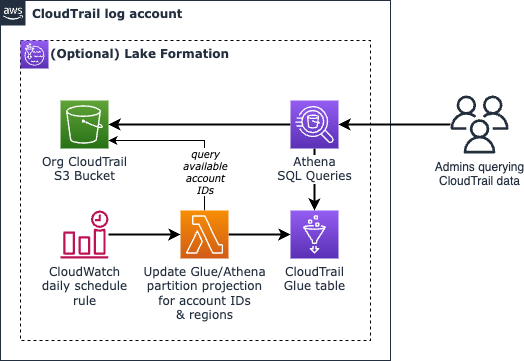 aws
CloudTrail log account
(Optional) Lake Formation
Org CloudTrail
S3 Bucket
query
available
account
IDs
Athena
SQL Queries
Admins querying
CloudTrail data
CloudWatch
daily schedule
rule
Update Glue/Athena
partition projection
for account IDs
& regions
CloudTrail
Glue table